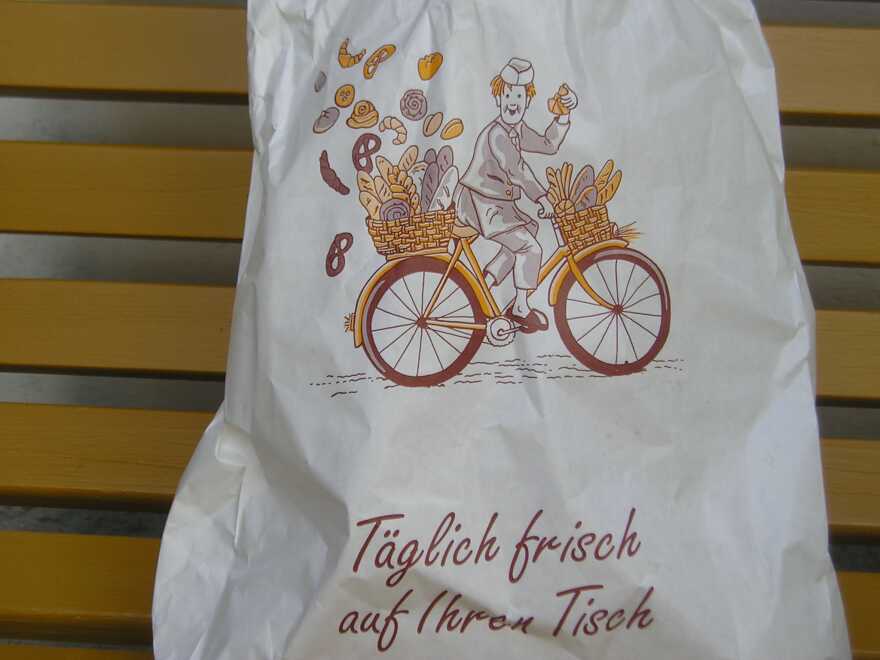 Täglich frisch
auf Ihren Tisch